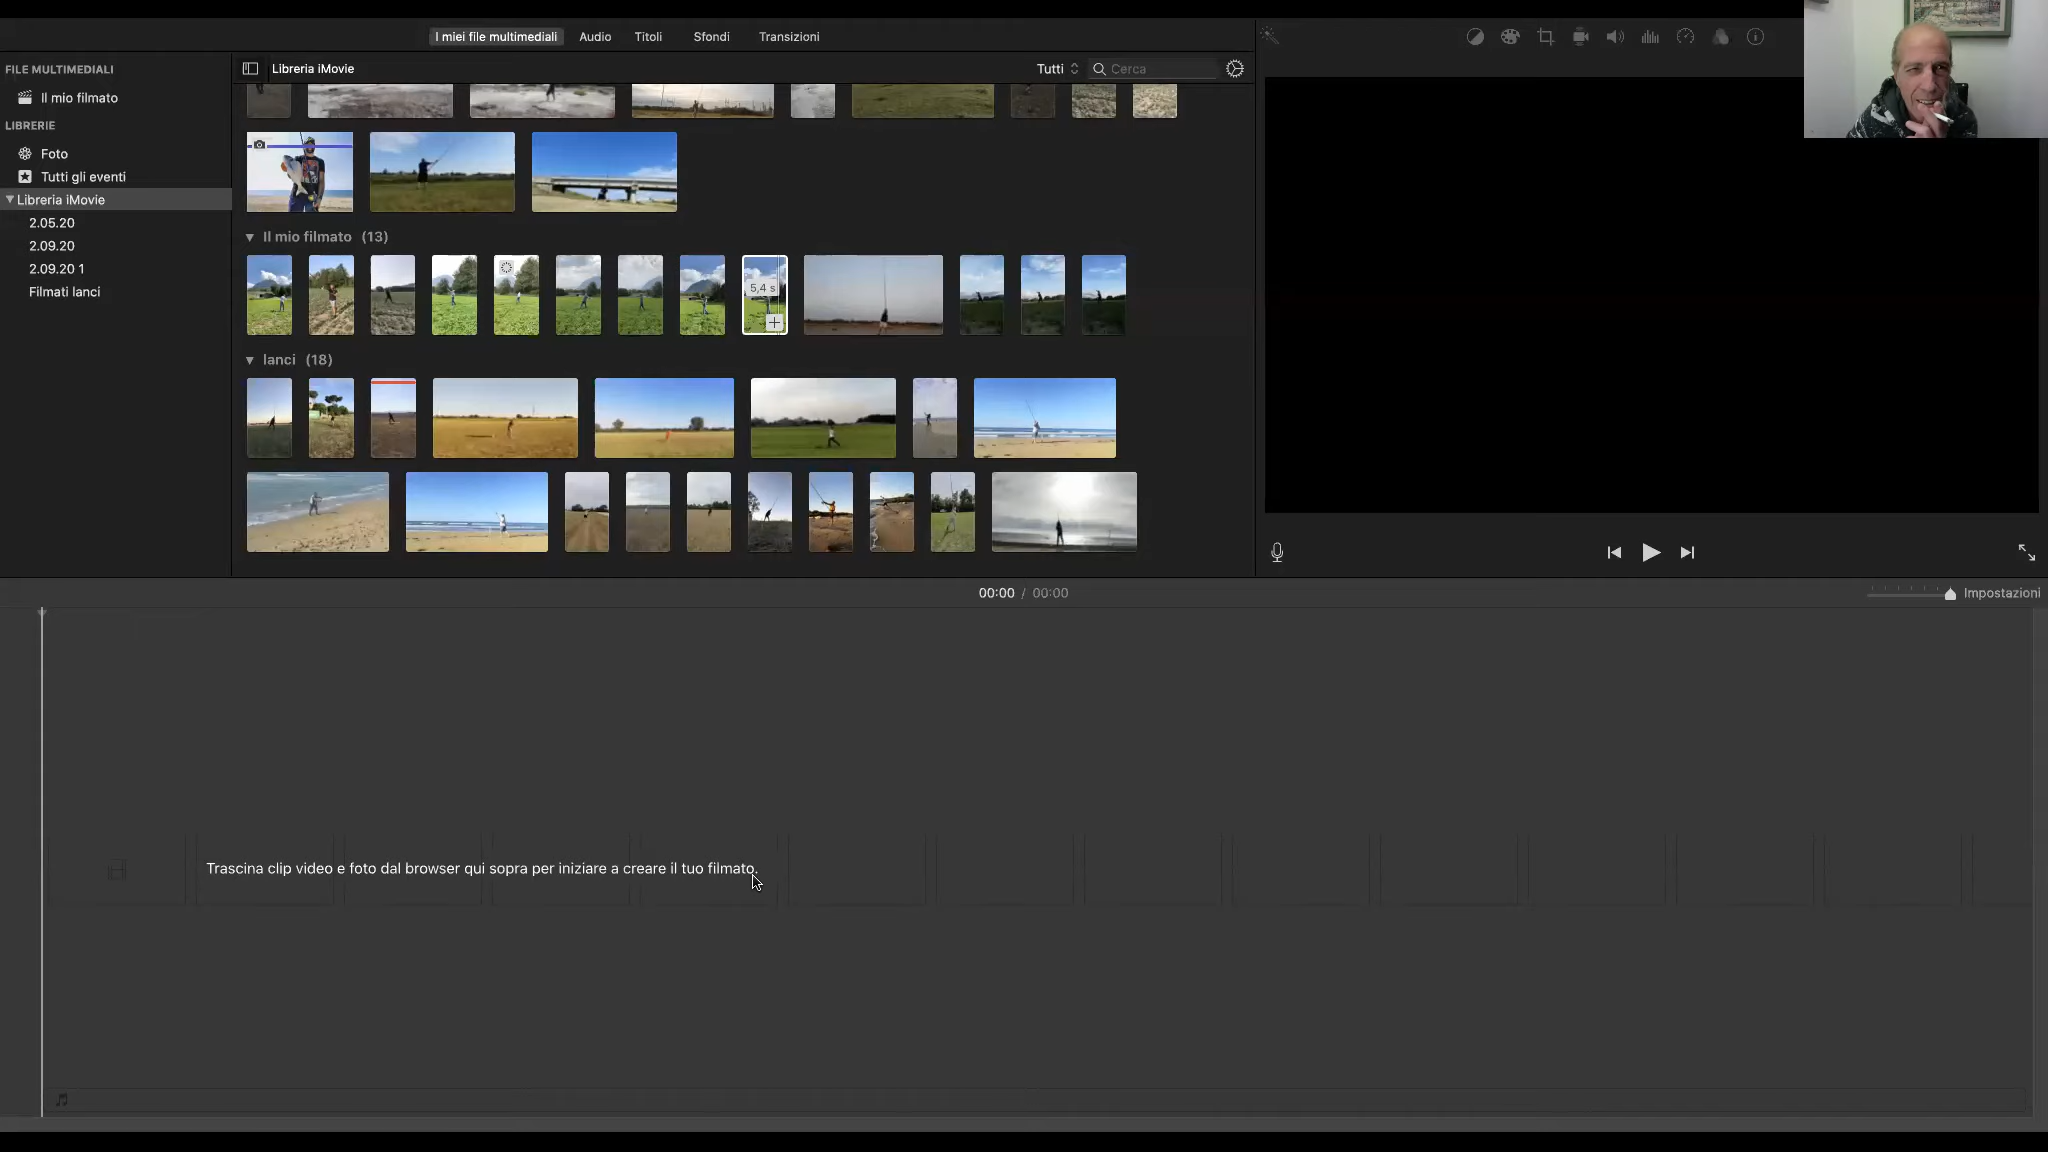 I miei file multimediali
Audio
Titoli
Sfondi
Transizioni
FILE MULTIMEDIALI
Il mio filmato
LIBRERIE
Foto
Tutti gli eventi
Libreria iMovie
2.05.20
2.09.20
2.09.20 1
Filmati lanci
Libreria iMovie
Tutti
Cerca
Il mio filmato (13)
5,4 s
lanci (18)
00:00 / 00:00
Impostazioni
Trascina clip video e foto dal browser qui sopra per iniziare a creare il tuo filmato.